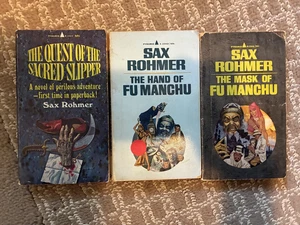 THE QUEST OF THE
SACRED SLIPPER
A novel of perilous adventure
—first time in paperback!
Sax Rohmer
SAX
ROHMER
THE HAND OF
FU MANCHU
SAX
ROHMER
THE MASK OF
FU MANCHU